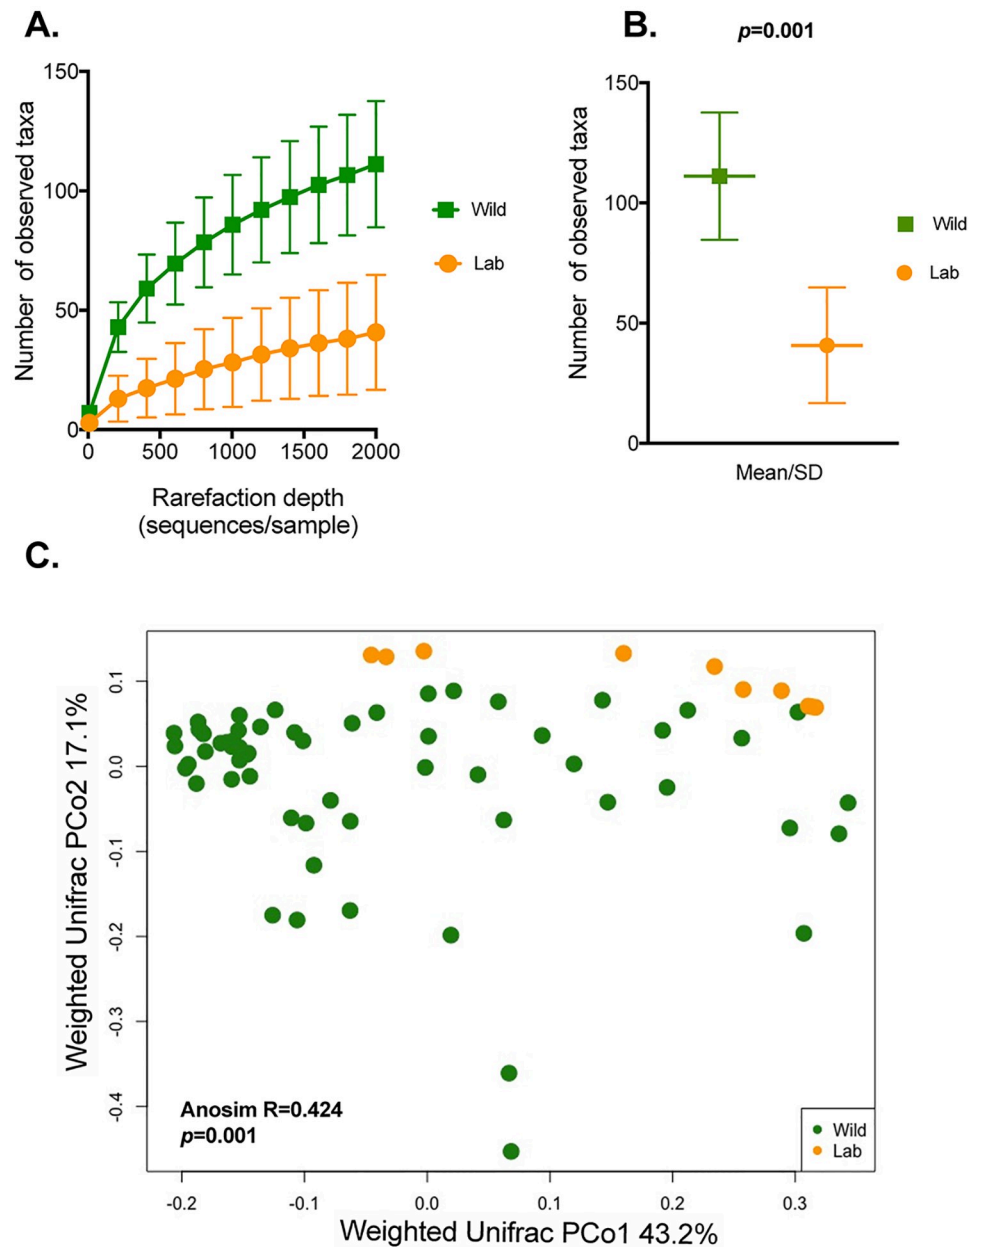 A.
150
100
50
0
Number of observed taxa
0 500 1000 1500 2000
Rarefaction depth
(sequences/sample)
Wild
Lab
B.
p=0.001
150
100
50
0
Number of observed taxa
Mean/SD
Wild
Lab
C.
0.1
0.0
-0.1
-0.2
-0.3
-0.4
Weighted Unifrac PCo2 17.1%
Anosim R=0.424
p=0.001
Wild
Lab
-0.2 -0.1 0.0 0.1 0.2 0.3
Weighted Unifrac PCo1 43.2%